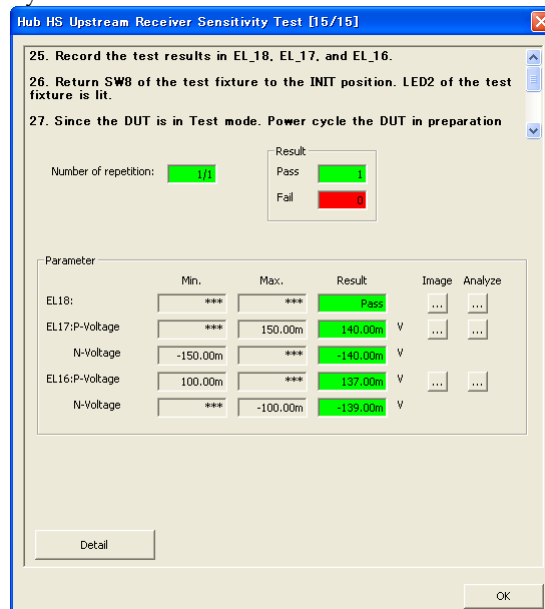 Hub HS Upstream Receiver Sensitivity Test [15/15]
25. Record the test results in EL_18, EL_17, and EL_16.
26. Return SW8 of the test fixture to the INIT position. LED2 of the test
fixture is lit.
27. Since the DUT is in Test mode. Power cycle the DUT in preparation
Result
Number of repetition: 1/1 Pass 1
Fail 0
Parameter
Min. Max. Result Image Analyze
EL18: *** *** Pass ... ...
EL17:P-Voltage *** 150.00m 140.00m V ... ...
N-Voltage -150.00m *** -140.00m V
EL16:P-Voltage 100.00m *** 137.00m V ... ...
N-Voltage *** -100.00m -139.00m V
Detail
OK